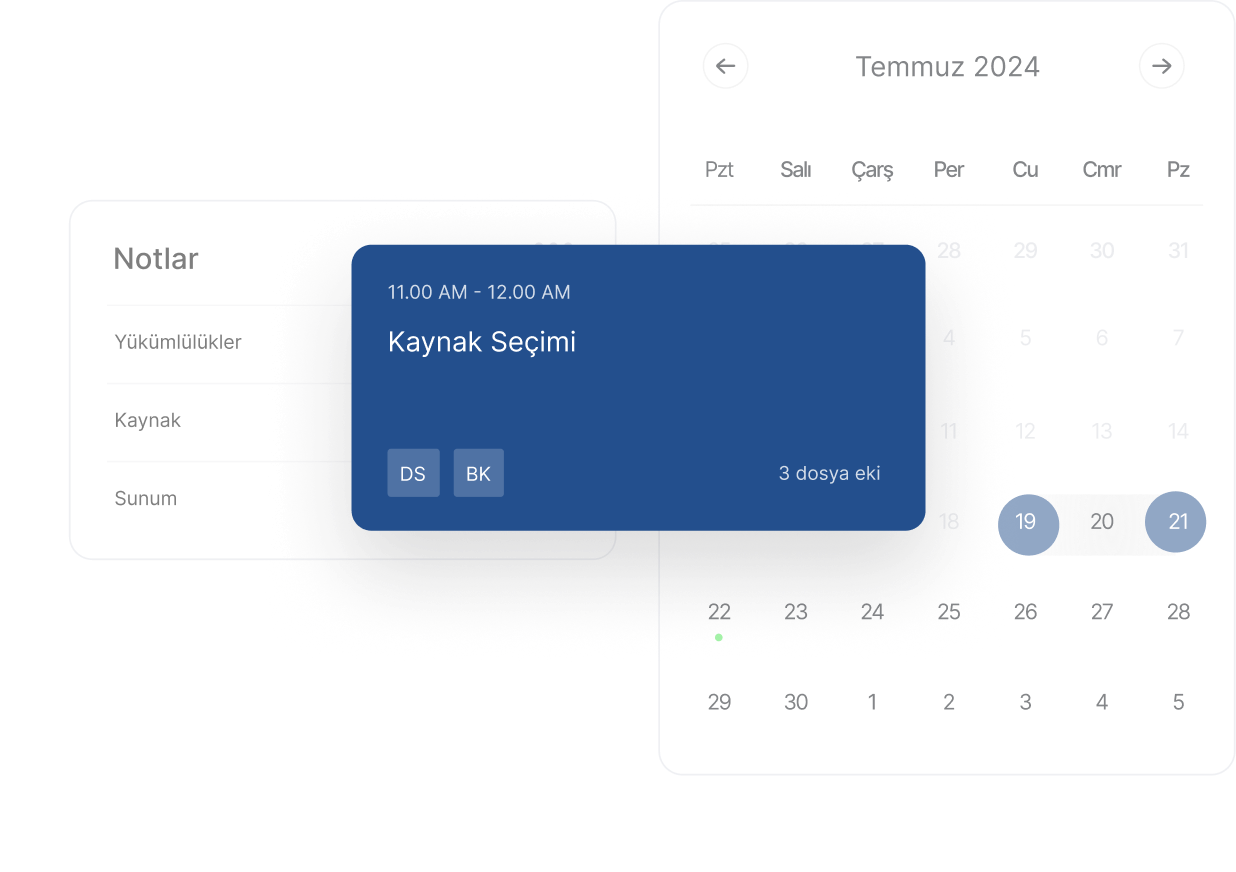 Notlar
Yükümlülükler
Kaynak
Sunum
11.00 AM - 12.00 AM
Kaynak Seçimi
DS BK 3 dosya eki
Temmuz 2024
Pzt Salı Çarş Per Cu Cmr Pz
28 29 30 31
4 5 6 7
11 12 13 14
18 19 20 21
22 23 24 25 26 27 28
29 30 1 2 3 4 5